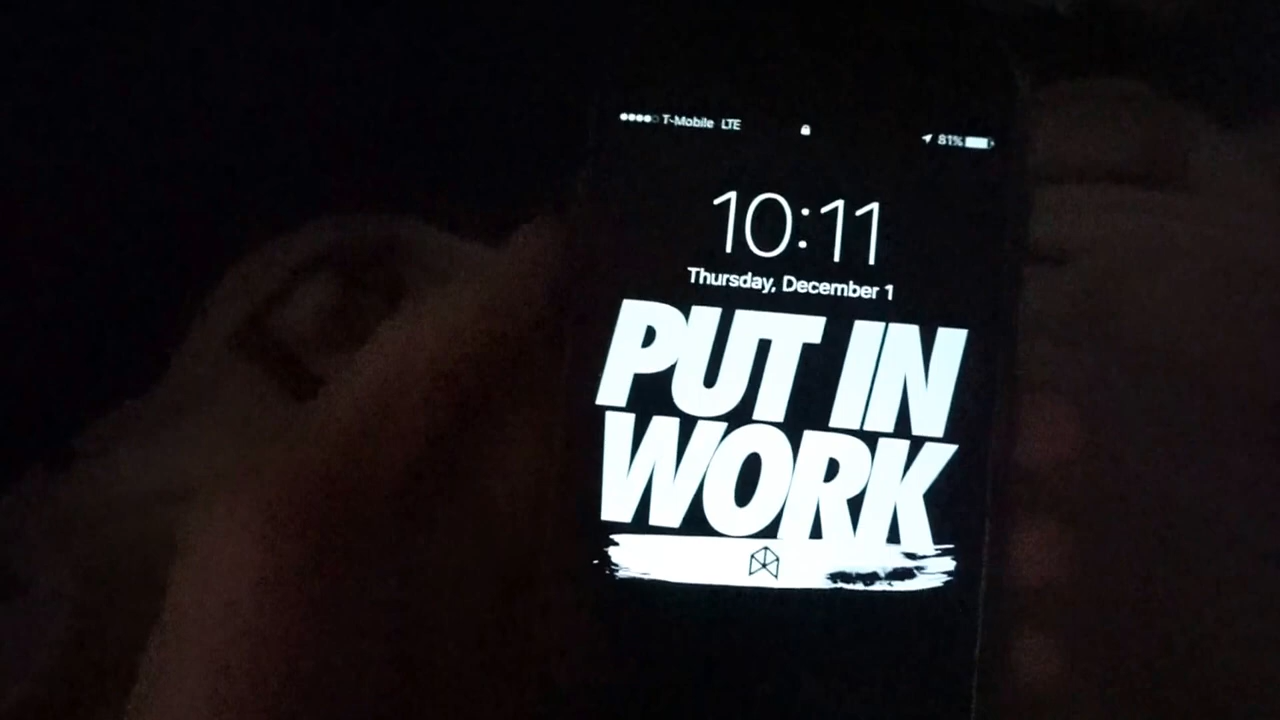 T-Mobile LTE
81%
10:11
Thursday, December 1
PUT IN
WORK